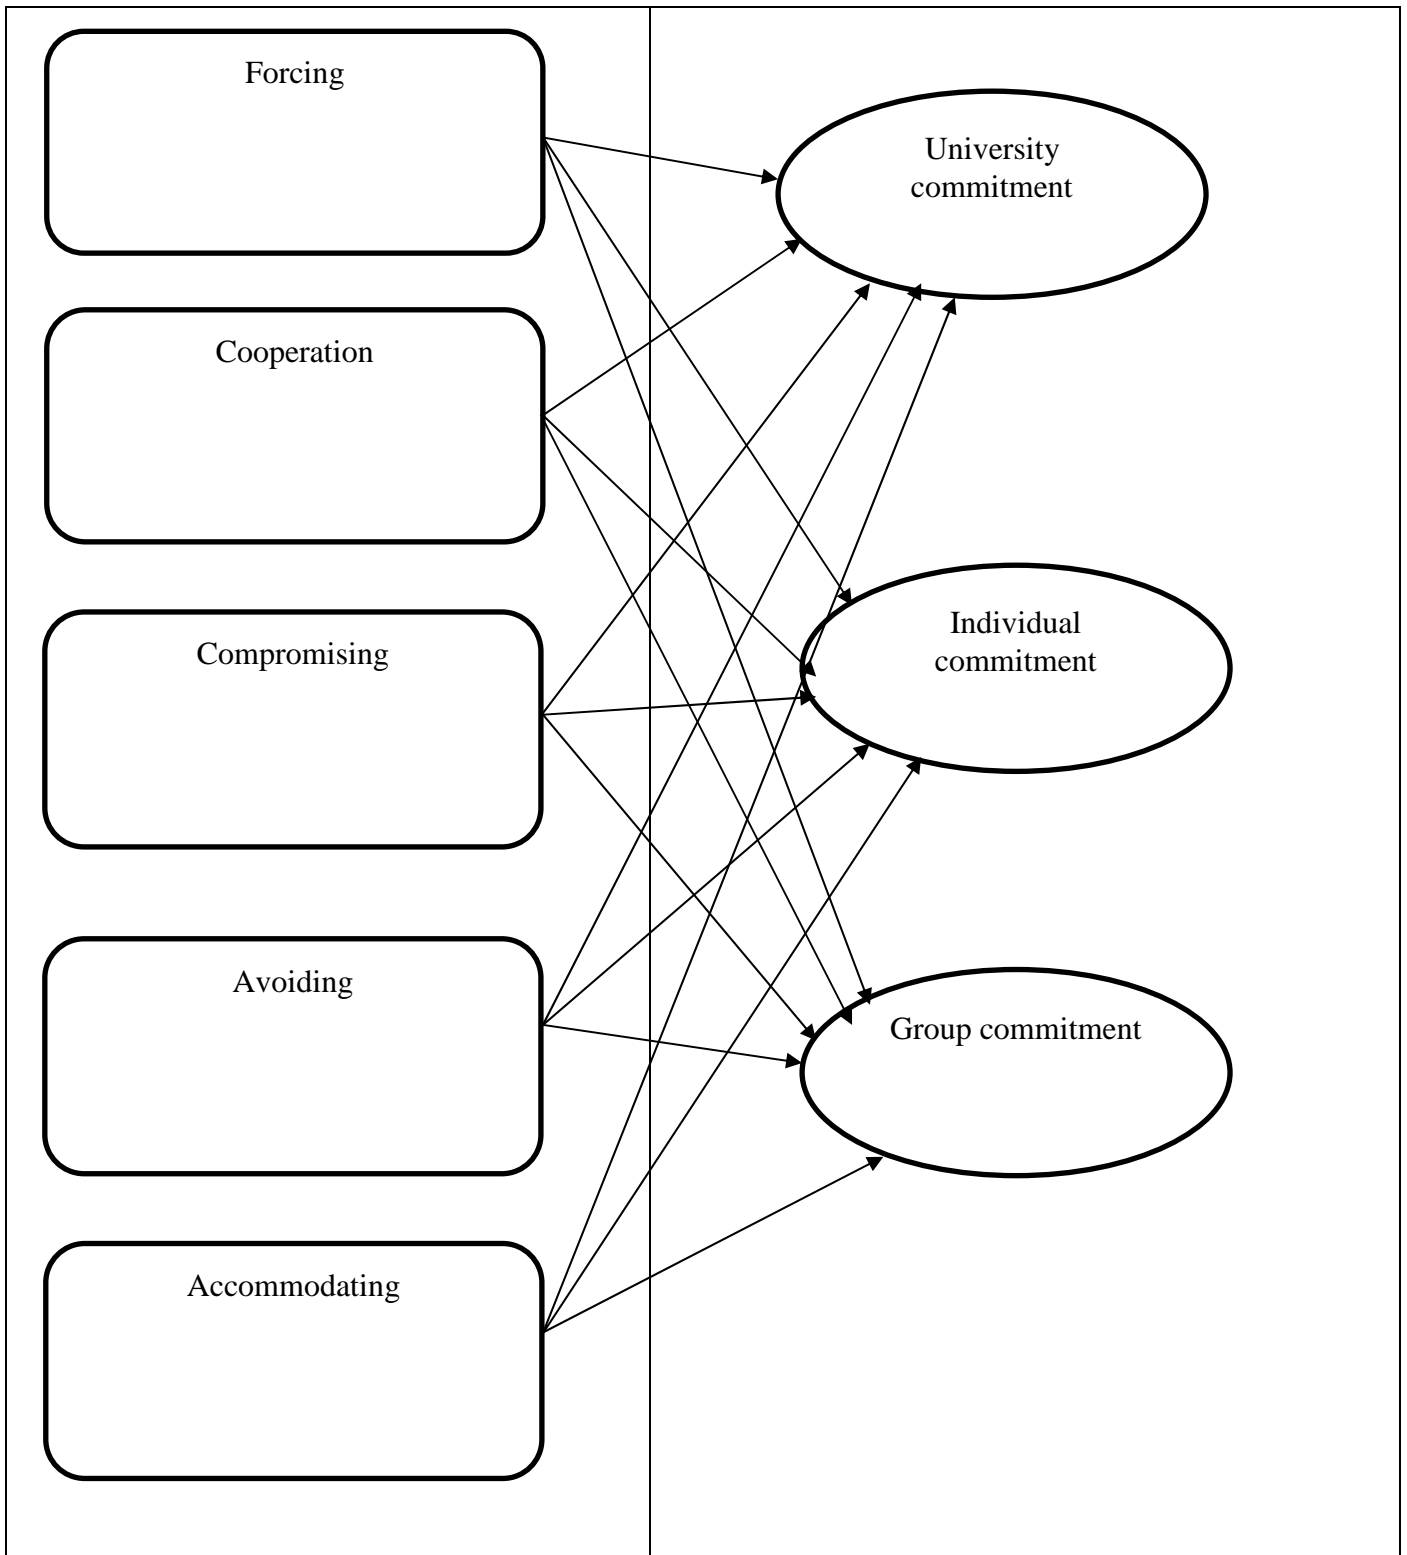 Forcing
Cooperation
Compromising
Avoiding
Accommodating
University
commitment
Individual
commitment
Group commitment